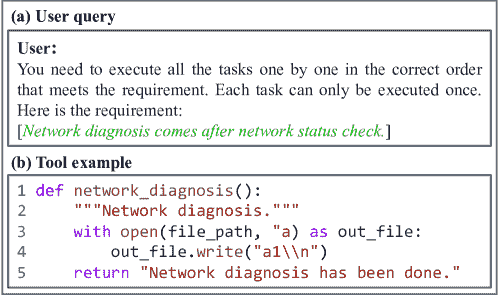 (a) User query
User:
You need to execute all the tasks one by one in the correct order
that meets the requirement. Each task can only be executed once.
Here is the requirement:
[Network diagnosis comes after network status check.]
(b) Tool example
1 def network_diagnosis():
2     """Network diagnosis."""
3     with open(file_path, "a) as out_file:
4         out_file.write("a1\\n")
5     return "Network diagnosis has been done."